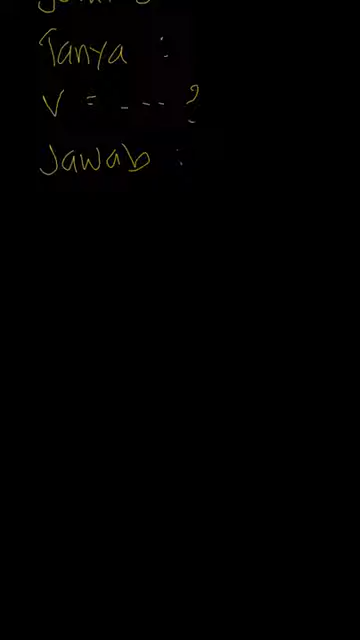 Tanya :
V = --- ?
Jawab :